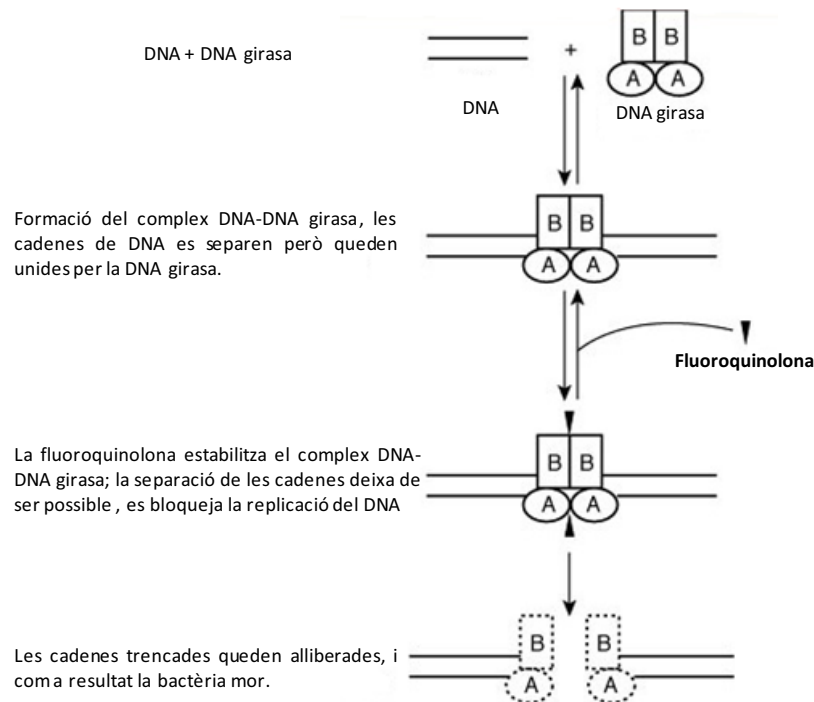 DNA + DNA girasa
+
B B
A A
DNA
DNA girasa
Formació del complex DNA-DNA girasa, les
cadenes de DNA es separen però queden
unides per la DNA girasa.
B B
A A
Fluoroquinolona
La fluoroquinolona estabilitza el complex DNA-
DNA girasa; la separació de les cadenes deixa de
ser possible , es bloqueja la replicació del DNA
B B
A A
Les cadenes trencades queden alliberades, i
com a resultat la bactèria mor.
B B
A A